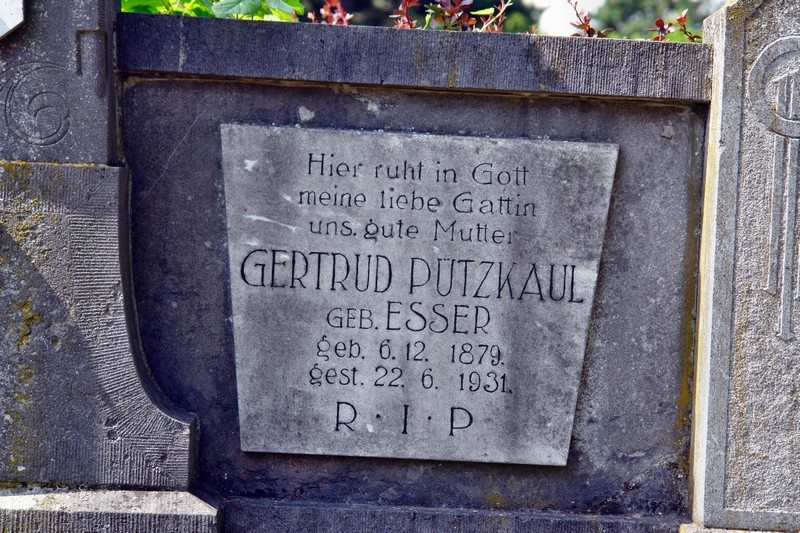 Hier ruht in Gott
meine liebe Gattin
uns. gute Mutter
GERTRUD PÜTZKAUL
GEB. ESSER
geb. 6.12. 1879.
gest. 22.6. 1931.
R·I·P